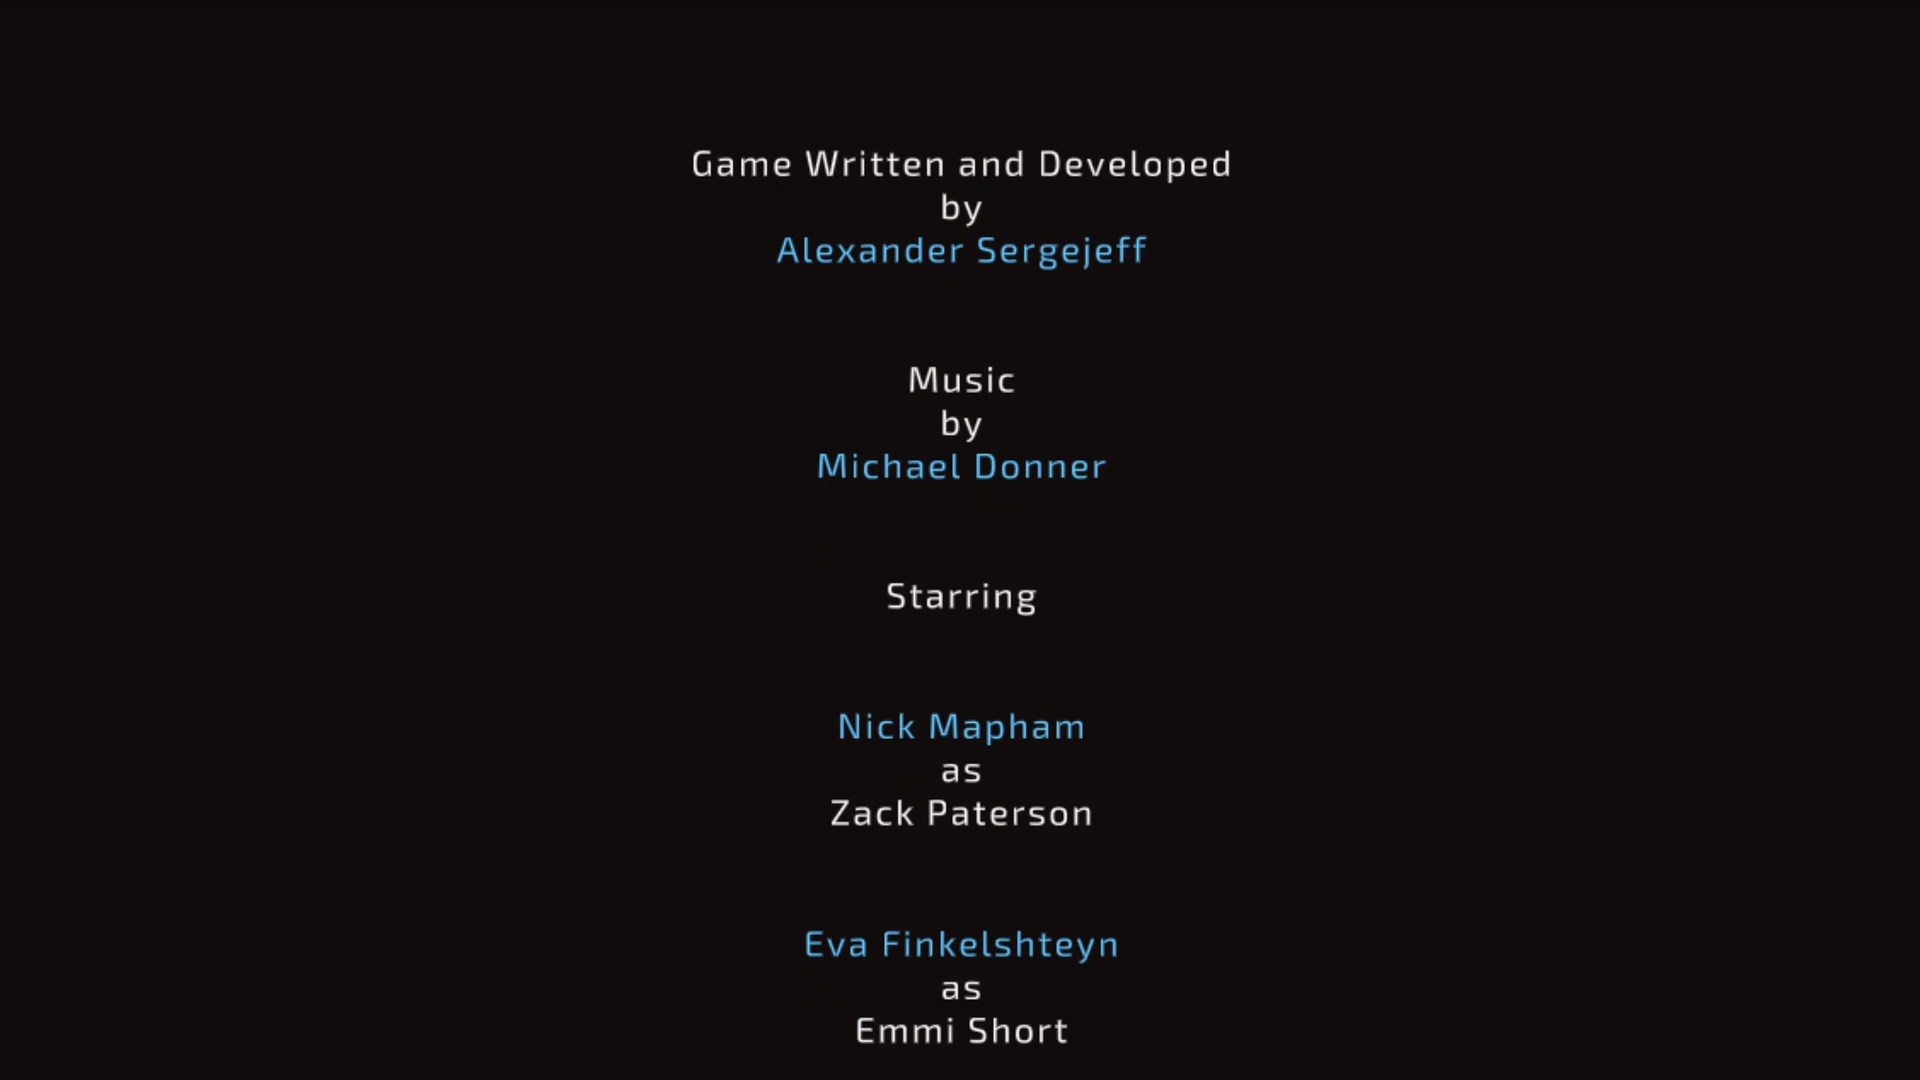 Game Written and Developed
by
Alexander Sergejeff
Music
by
Michael Donner
Starring
Nick Mapham
as
Zack Paterson
Eva Finkelshteyn
as
Emmi Short